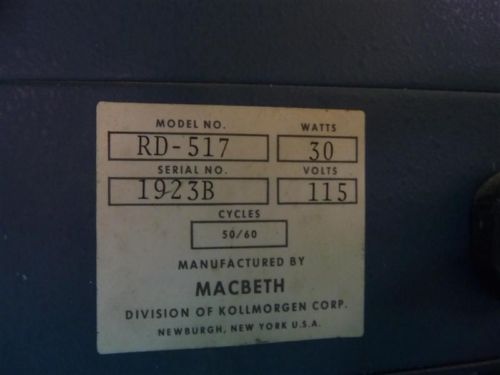 MODEL NO. WATTS
RD-517 30
SERIAL NO. VOLTS
1923B 115
CYCLES
50/60
MANUFACTURED BY
MACBETH
DIVISION OF KOLLMORGEN CORP.
NEWBURGH, NEW YORK U.S.A.